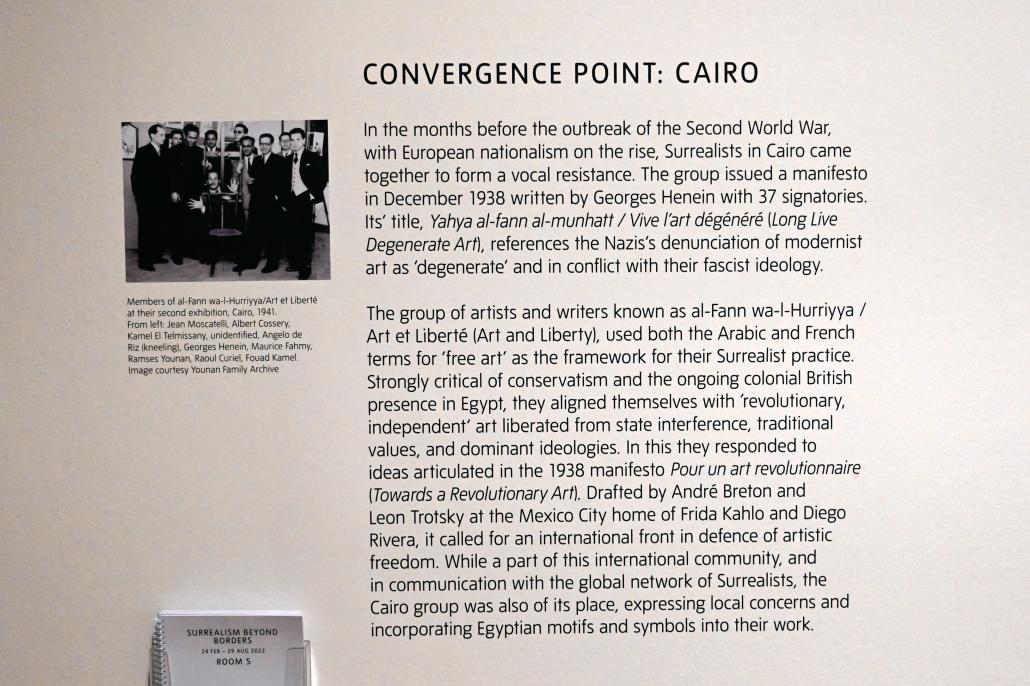 CONVERGENCE POINT: CAIRO
In the months before the outbreak of the Second World War,
with European nationalism on the rise, Surrealists in Cairo came
together to form a vocal resistance. The group issued a manifesto
in December 1938 written by Georges Henein with 37 signatories.
Its' title, Yahya al-fann al-munhatt / Vive l'art dégénéré (Long Live
Degenerate Art), references the Nazis's denunciation of modernist
art as 'degenerate' and in conflict with their fascist ideology.
The group of artists and writers known as al-Fann wa-l-Hurriyya /
Art et Liberté (Art and Liberty), used both the Arabic and French
terms for 'free art' as the framework for their Surrealist practice.
Strongly critical of conservatism and the ongoing colonial British
presence in Egypt, they aligned themselves with 'revolutionary,
independent' art liberated from state interference, traditional
values, and dominant ideologies. In this they responded to
ideas articulated in the 1938 manifesto Pour un art revolutionnaire
(Towards a Revolutionary Art). Drafted by André Breton and
Leon Trotsky at the Mexico City home of Frida Kahlo and Diego
Rivera, it called for an international front in defence of artistic
freedom. While a part of this international community, and
in communication with the global network of Surrealists, the
Cairo group was also of its place, expressing local concerns and
incorporating Egyptian motifs and symbols into their work.
Members of al-Fann wa-l-Hurriyya/Art et Liberté
at their second exhibition, Cairo, 1941.
From left: Jean Moscatelli, Albert Cossery,
Kamel El Telmissany, unidentified, Angelo de
Riz (kneeling), Georges Henein, Maurice Fahmy,
Ramses Younan, Raoul Curiel, Fouad Kamel.
Image courtesy Younan Family Archive
SURREALISM BEYOND
BORDERS
24 FEB – 29 AUG 2022
ROOM 5